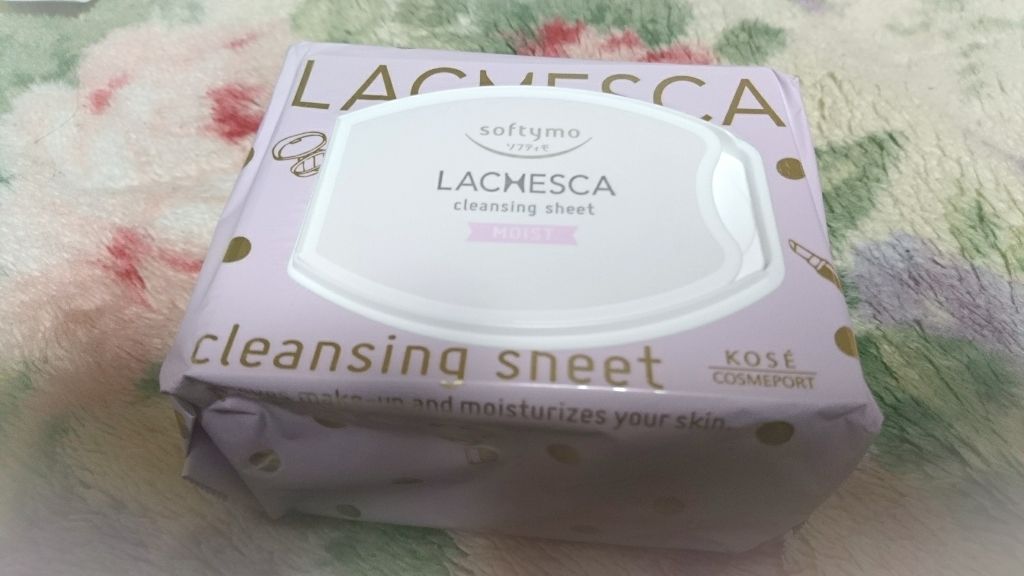 LACHESCA
softymo
ソフティモ
LACHESCA
cleansing sheet
MOIST
cleansing sheet
KOSÉ
COSMEPORT
make-up and moisturizes your skin.